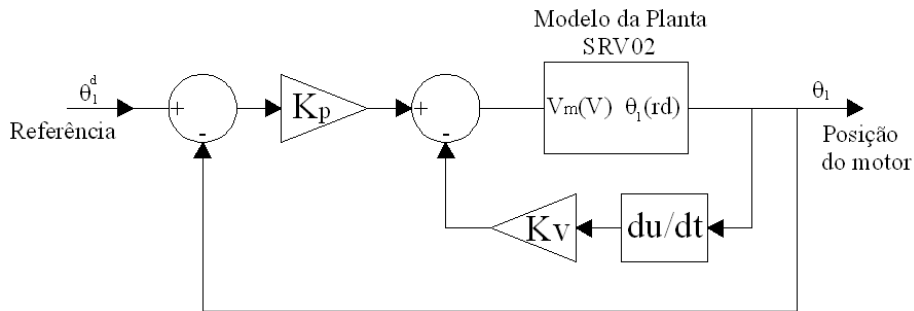 Modelo da Planta
SRV02
θ₁ᵈ
Referência
+
-
Kp
+
-
Vm(V) θ₁(rd)
θ₁
Posição
do motor
Kv
du/dt